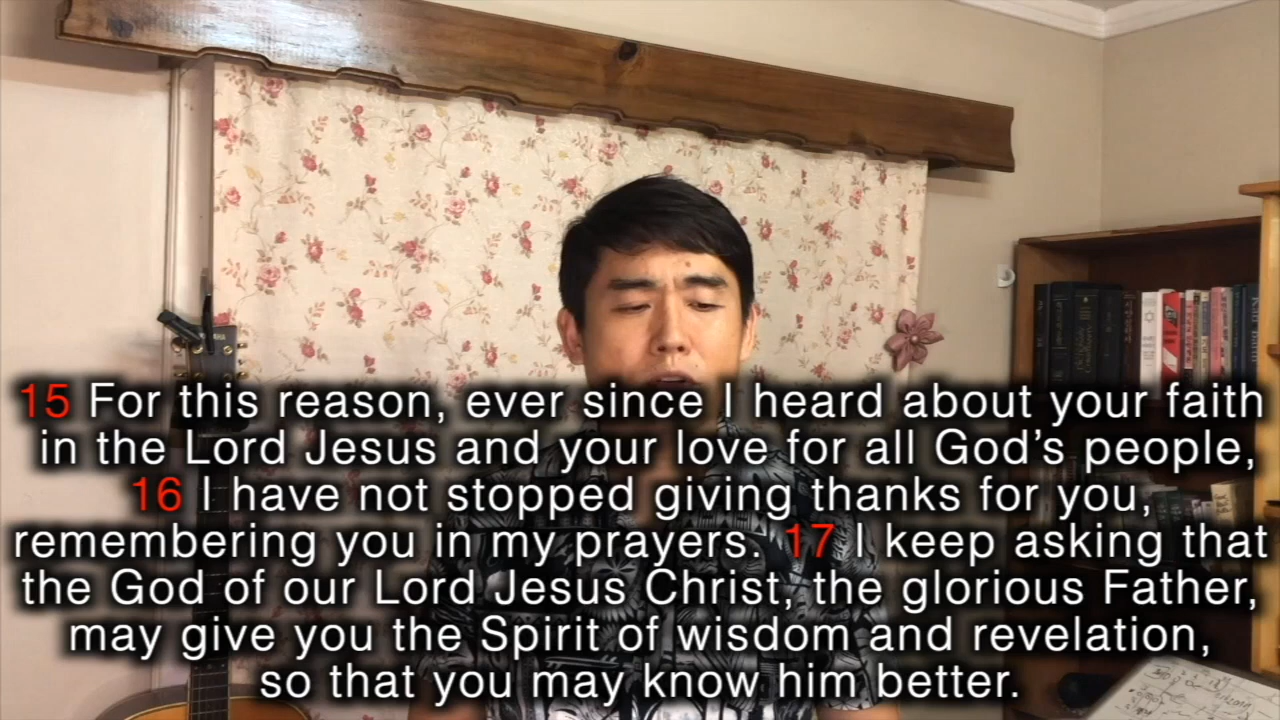 15 For this reason, ever since I heard about your faith
in the Lord Jesus and your love for all God’s people,
16 I have not stopped giving thanks for you,
remembering you in my prayers. 17 I keep asking that
the God of our Lord Jesus Christ, the glorious Father,
may give you the Spirit of wisdom and revelation,
so that you may know him better.